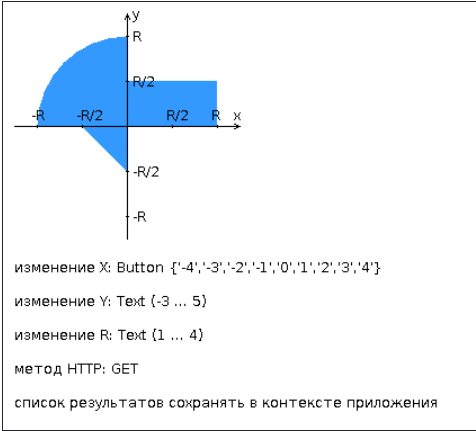 y
R
R/2
-R -R/2 R/2 R x
-R/2
-R
изменение X: Button {'-4','-3','-2','-1','0','1','2','3','4'}
изменение Y: Text (-3 ... 5)
изменение R: Text (1 ... 4)
метод HTTP: GET
список результатов сохранять в контексте приложения